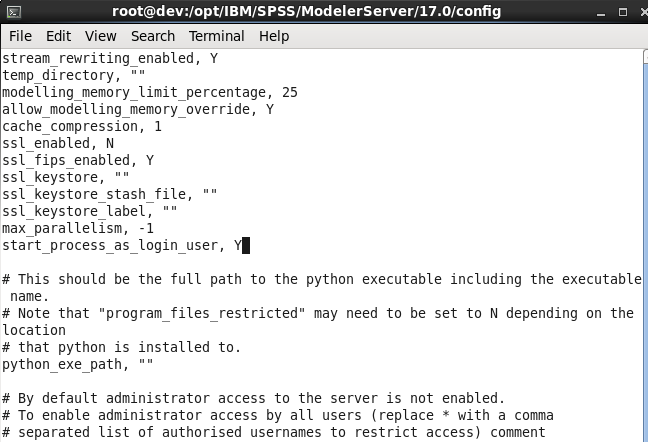 root@dev:/opt/IBM/SPSS/ModelerServer/17.0/config
File Edit View Search Terminal Help
stream_rewriting_enabled, Y
temp_directory, ""
modelling_memory_limit_percentage, 25
allow_modelling_memory_override, Y
cache_compression, 1
ssl_enabled, N
ssl_fips_enabled, Y
ssl_keystore, ""
ssl_keystore_stash_file, ""
ssl_keystore_label, ""
max_parallelism, -1
start_process_as_login_user, Y
# This should be the full path to the python executable including the executable
name.
# Note that "program_files_restricted" may need to be set to N depending on the
location
# that python is installed to.
python_exe_path, ""
# By default administrator access to the server is not enabled.
# To enable administrator access by all users (replace * with a comma
# separated list of authorised usernames to restrict access) comment